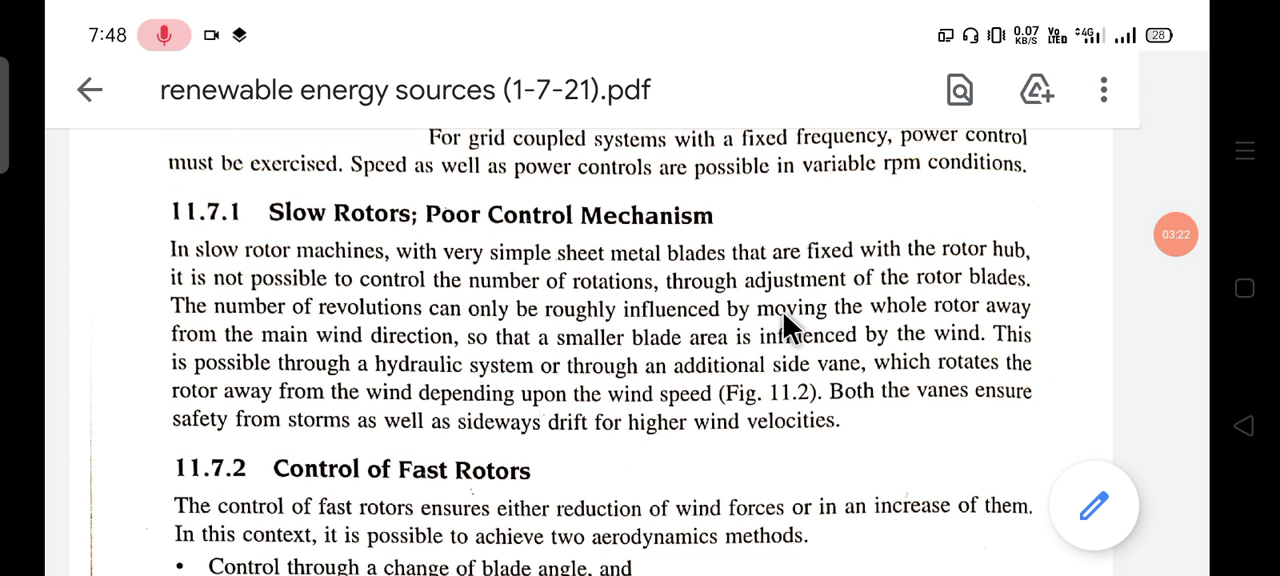 7:48
0.07 KB/S Vo LTED 4G 28
renewable energy sources (1-7-21).pdf
For grid coupled systems with a fixed frequency, power control
must be exercised. Speed as well as power controls are possible in variable rpm conditions.
11.7.1 Slow Rotors; Poor Control Mechanism
In slow rotor machines, with very simple sheet metal blades that are fixed with the rotor hub,
it is not possible to control the number of rotations, through adjustment of the rotor blades.
The number of revolutions can only be roughly influenced by moving the whole rotor away
03:22
from the main wind direction, so that a smaller blade area is influenced by the wind. This
is possible through a hydraulic system or through an additional side vane, which rotates the
rotor away from the wind depending upon the wind speed (Fig. 11.2). Both the vanes ensure
safety from storms as well as sideways drift for higher wind velocities.
11.7.2 Control of Fast Rotors
The control of fast rotors ensures either reduction of wind forces or in an increase of them.
In this context, it is possible to achieve two aerodynamics methods.
• Control through a change of blade angle, and